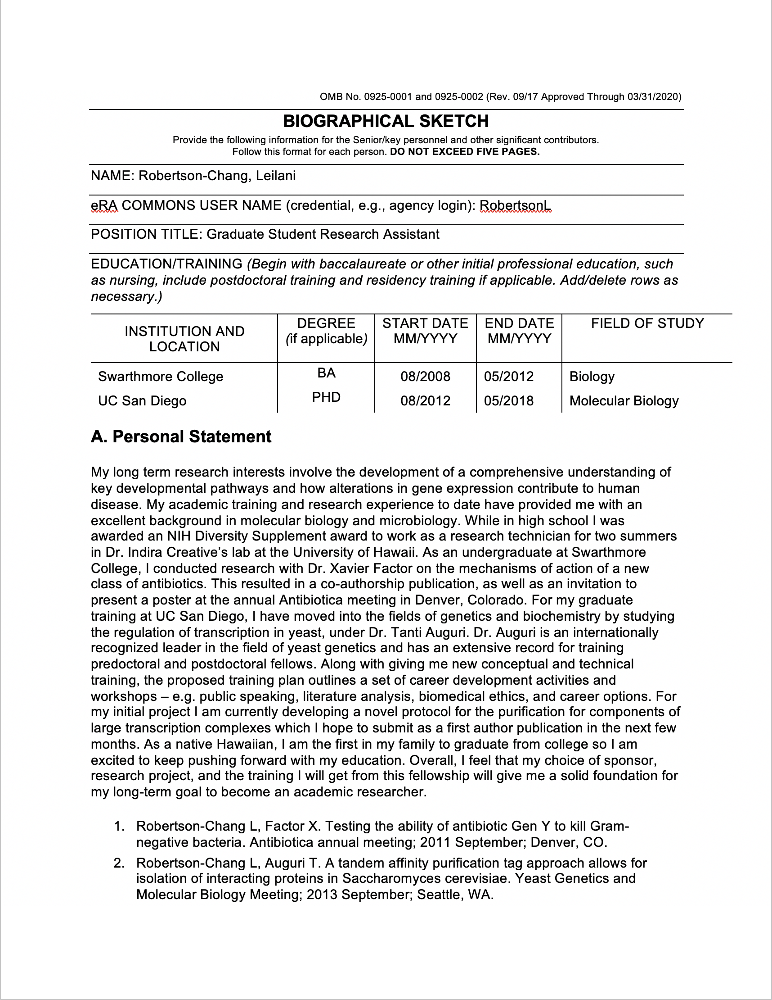 OMB No. 0925-0001 and 0925-0002 (Rev. 09/17 Approved Through 03/31/2020)
BIOGRAPHICAL SKETCH
Provide the following information for the Senior/key personnel and other significant contributors.
Follow this format for each person. DO NOT EXCEED FIVE PAGES.
NAME: Robertson-Chang, Leilani
eRA COMMONS USER NAME (credential, e.g., agency login): RobertsonL
POSITION TITLE: Graduate Student Research Assistant
EDUCATION/TRAINING (Begin with baccalaureate or other initial professional education, such
as nursing, include postdoctoral training and residency training if applicable. Add/delete rows as
necessary.)
INSTITUTION AND
LOCATION
DEGREE
(if applicable)
START DATE
MM/YYYY
END DATE
MM/YYYY
FIELD OF STUDY
Swarthmore College BA 08/2008 05/2012 Biology
UC San Diego PHD 08/2012 05/2018 Molecular Biology
A. Personal Statement
My long term research interests involve the development of a comprehensive understanding of
key developmental pathways and how alterations in gene expression contribute to human
disease. My academic training and research experience to date have provided me with an
excellent background in molecular biology and microbiology. While in high school I was
awarded an NIH Diversity Supplement award to work as a research technician for two summers
in Dr. Indira Creative’s lab at the University of Hawaii. As an undergraduate at Swarthmore
College, I conducted research with Dr. Xavier Factor on the mechanisms of action of a new
class of antibiotics. This resulted in a co-authorship publication, as well as an invitation to
present a poster at the annual Antibiotica meeting in Denver, Colorado. For my graduate
training at UC San Diego, I have moved into the fields of genetics and biochemistry by studying
the regulation of transcription in yeast, under Dr. Tanti Auguri. Dr. Auguri is an internationally
recognized leader in the field of yeast genetics and has an extensive record for training
predoctoral and postdoctoral fellows. Along with giving me new conceptual and technical
training, the proposed training plan outlines a set of career development activities and
workshops – e.g. public speaking, literature analysis, biomedical ethics, and career options. For
my initial project I am currently developing a novel protocol for the purification for components of
large transcription complexes which I hope to submit as a first author publication in the next few
months. As a native Hawaiian, I am the first in my family to graduate from college so I am
excited to keep pushing forward with my education. Overall, I feel that my choice of sponsor,
research project, and the training I will get from this fellowship will give me a solid foundation for
my long-term goal to become an academic researcher.
1. Robertson-Chang L, Factor X. Testing the ability of antibiotic Gen Y to kill Gram-
negative bacteria. Antibiotica annual meeting; 2011 September; Denver, CO.
2. Robertson-Chang L, Auguri T. A tandem affinity purification tag approach allows for
isolation of interacting proteins in Saccharomyces cerevisiae. Yeast Genetics and
Molecular Biology Meeting; 2013 September; Seattle, WA.